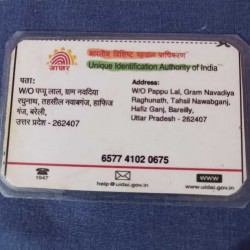 भारतीय विशिष्ट पहचान प्राधिकरण
Unique Identification Authority of India
आधार
पता:
W/O पप्पू लाल, ग्राम नवदिया
रघुनाथ, तहसील नवाबगंज, हाफिज
गंज, बरेली,
उत्तर प्रदेश - 262407
Address:
W/O Pappu Lal, Gram Navadiya
Raghunath, Tahsil Nawabganj,
Hafiz Ganj, Bareilly,
Uttar Pradesh - 262407
6577 4102 0675
1947
help@uidai.gov.in
www.uidai.gov.in